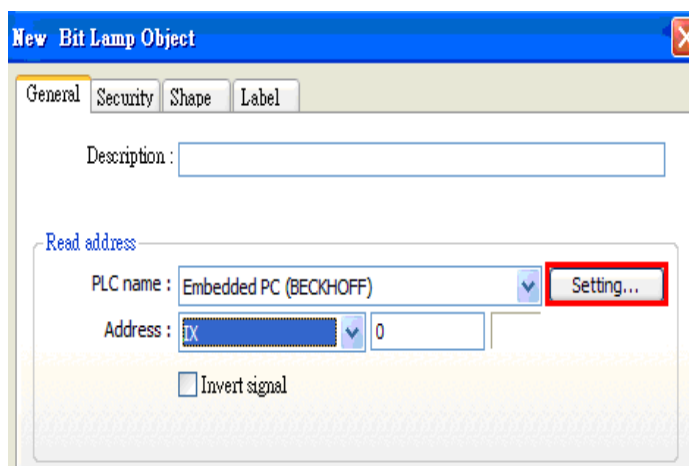 New Bit Lamp Object
General Security Shape Label
Description :
Read address
PLC name : Embedded PC (BECKHOFF) Setting...
Address : IX 0
Invert signal